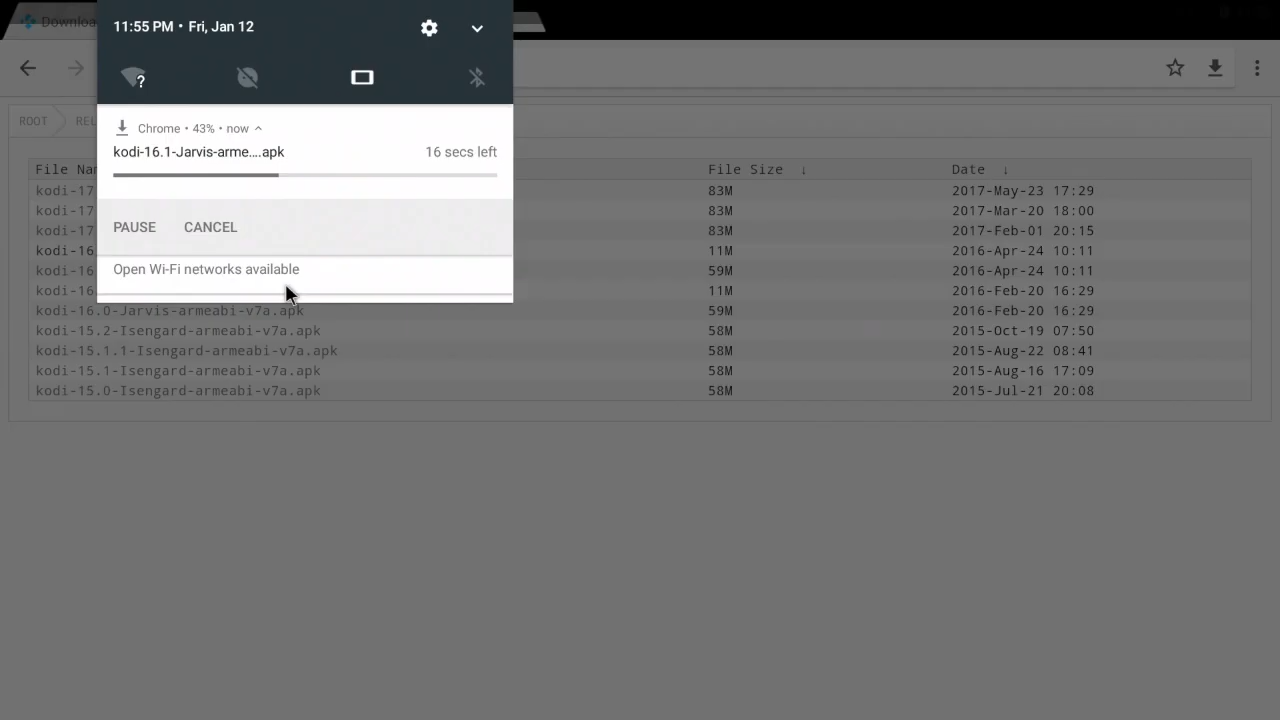 Downloa
11:55 PM • Fri, Jan 12
?
Chrome • 43% • now
kodi-16.1-Jarvis-arme....apk 16 secs left
PAUSE CANCEL
Open Wi-Fi networks available
ROOT REL
File Na File Size ↓ Date ↓
kodi-17 83M 2017-May-23 17:29
kodi-17 83M 2017-Mar-20 18:00
kodi-17 83M 2017-Feb-01 20:15
kodi-16 11M 2016-Apr-24 10:11
kodi-16 59M 2016-Apr-24 10:11
kodi-16 11M 2016-Feb-20 16:29
kodi-16.0-Jarvis-armeabi-v7a.apk 59M 2016-Feb-20 16:29
kodi-15.2-Isengard-armeabi-v7a.apk 58M 2015-Oct-19 07:50
kodi-15.1.1-Isengard-armeabi-v7a.apk 58M 2015-Aug-22 08:41
kodi-15.1-Isengard-armeabi-v7a.apk 58M 2015-Aug-16 17:09
kodi-15.0-Isengard-armeabi-v7a.apk 58M 2015-Jul-21 20:08